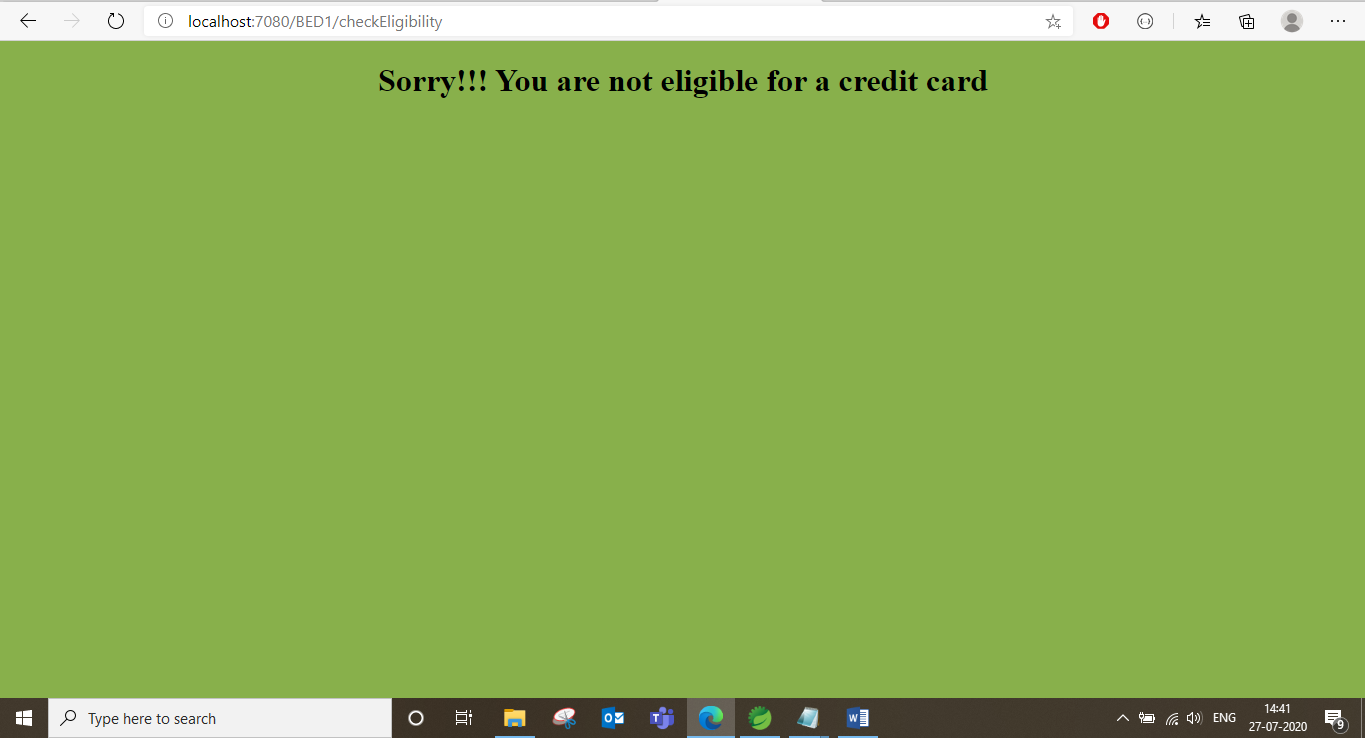 localhost:7080/BED1/checkEligibility
Sorry!!! You are not eligible for a credit card
Type here to search
ENG
14:41
27-07-2020
9